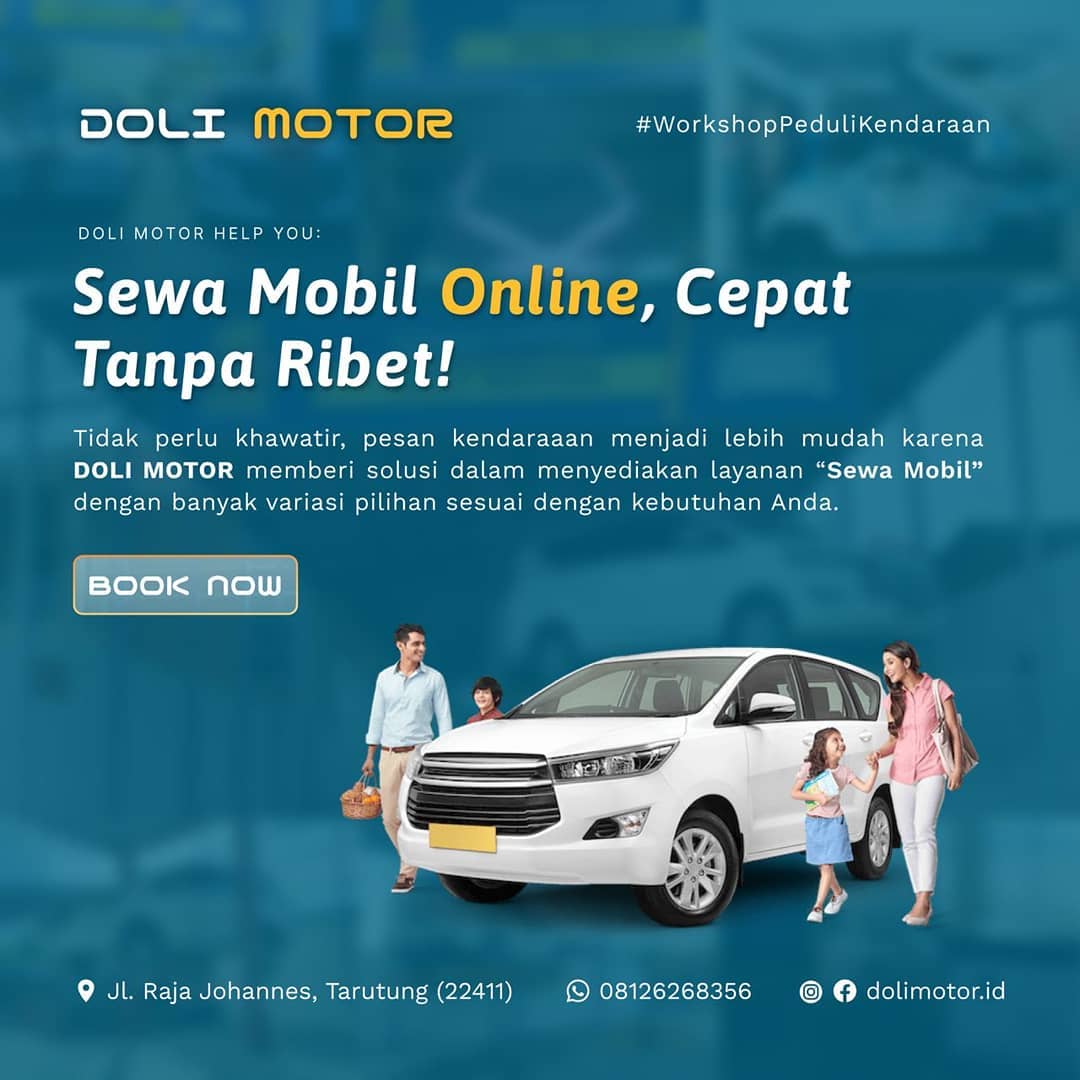 DOLI MOTOR
#WorkshopPeduliKendaraan
DOLI MOTOR HELP YOU:
Sewa Mobil Online, Cepat
Tanpa Ribet!
Tidak perlu khawatir, pesan kendaraaan menjadi lebih mudah karena
DOLI MOTOR memberi solusi dalam menyediakan layanan “Sewa Mobil”
dengan banyak variasi pilihan sesuai dengan kebutuhan Anda.
BOOK NOW
Jl. Raja Johannes, Tarutung (22411)
08126268356
dolimotor.id